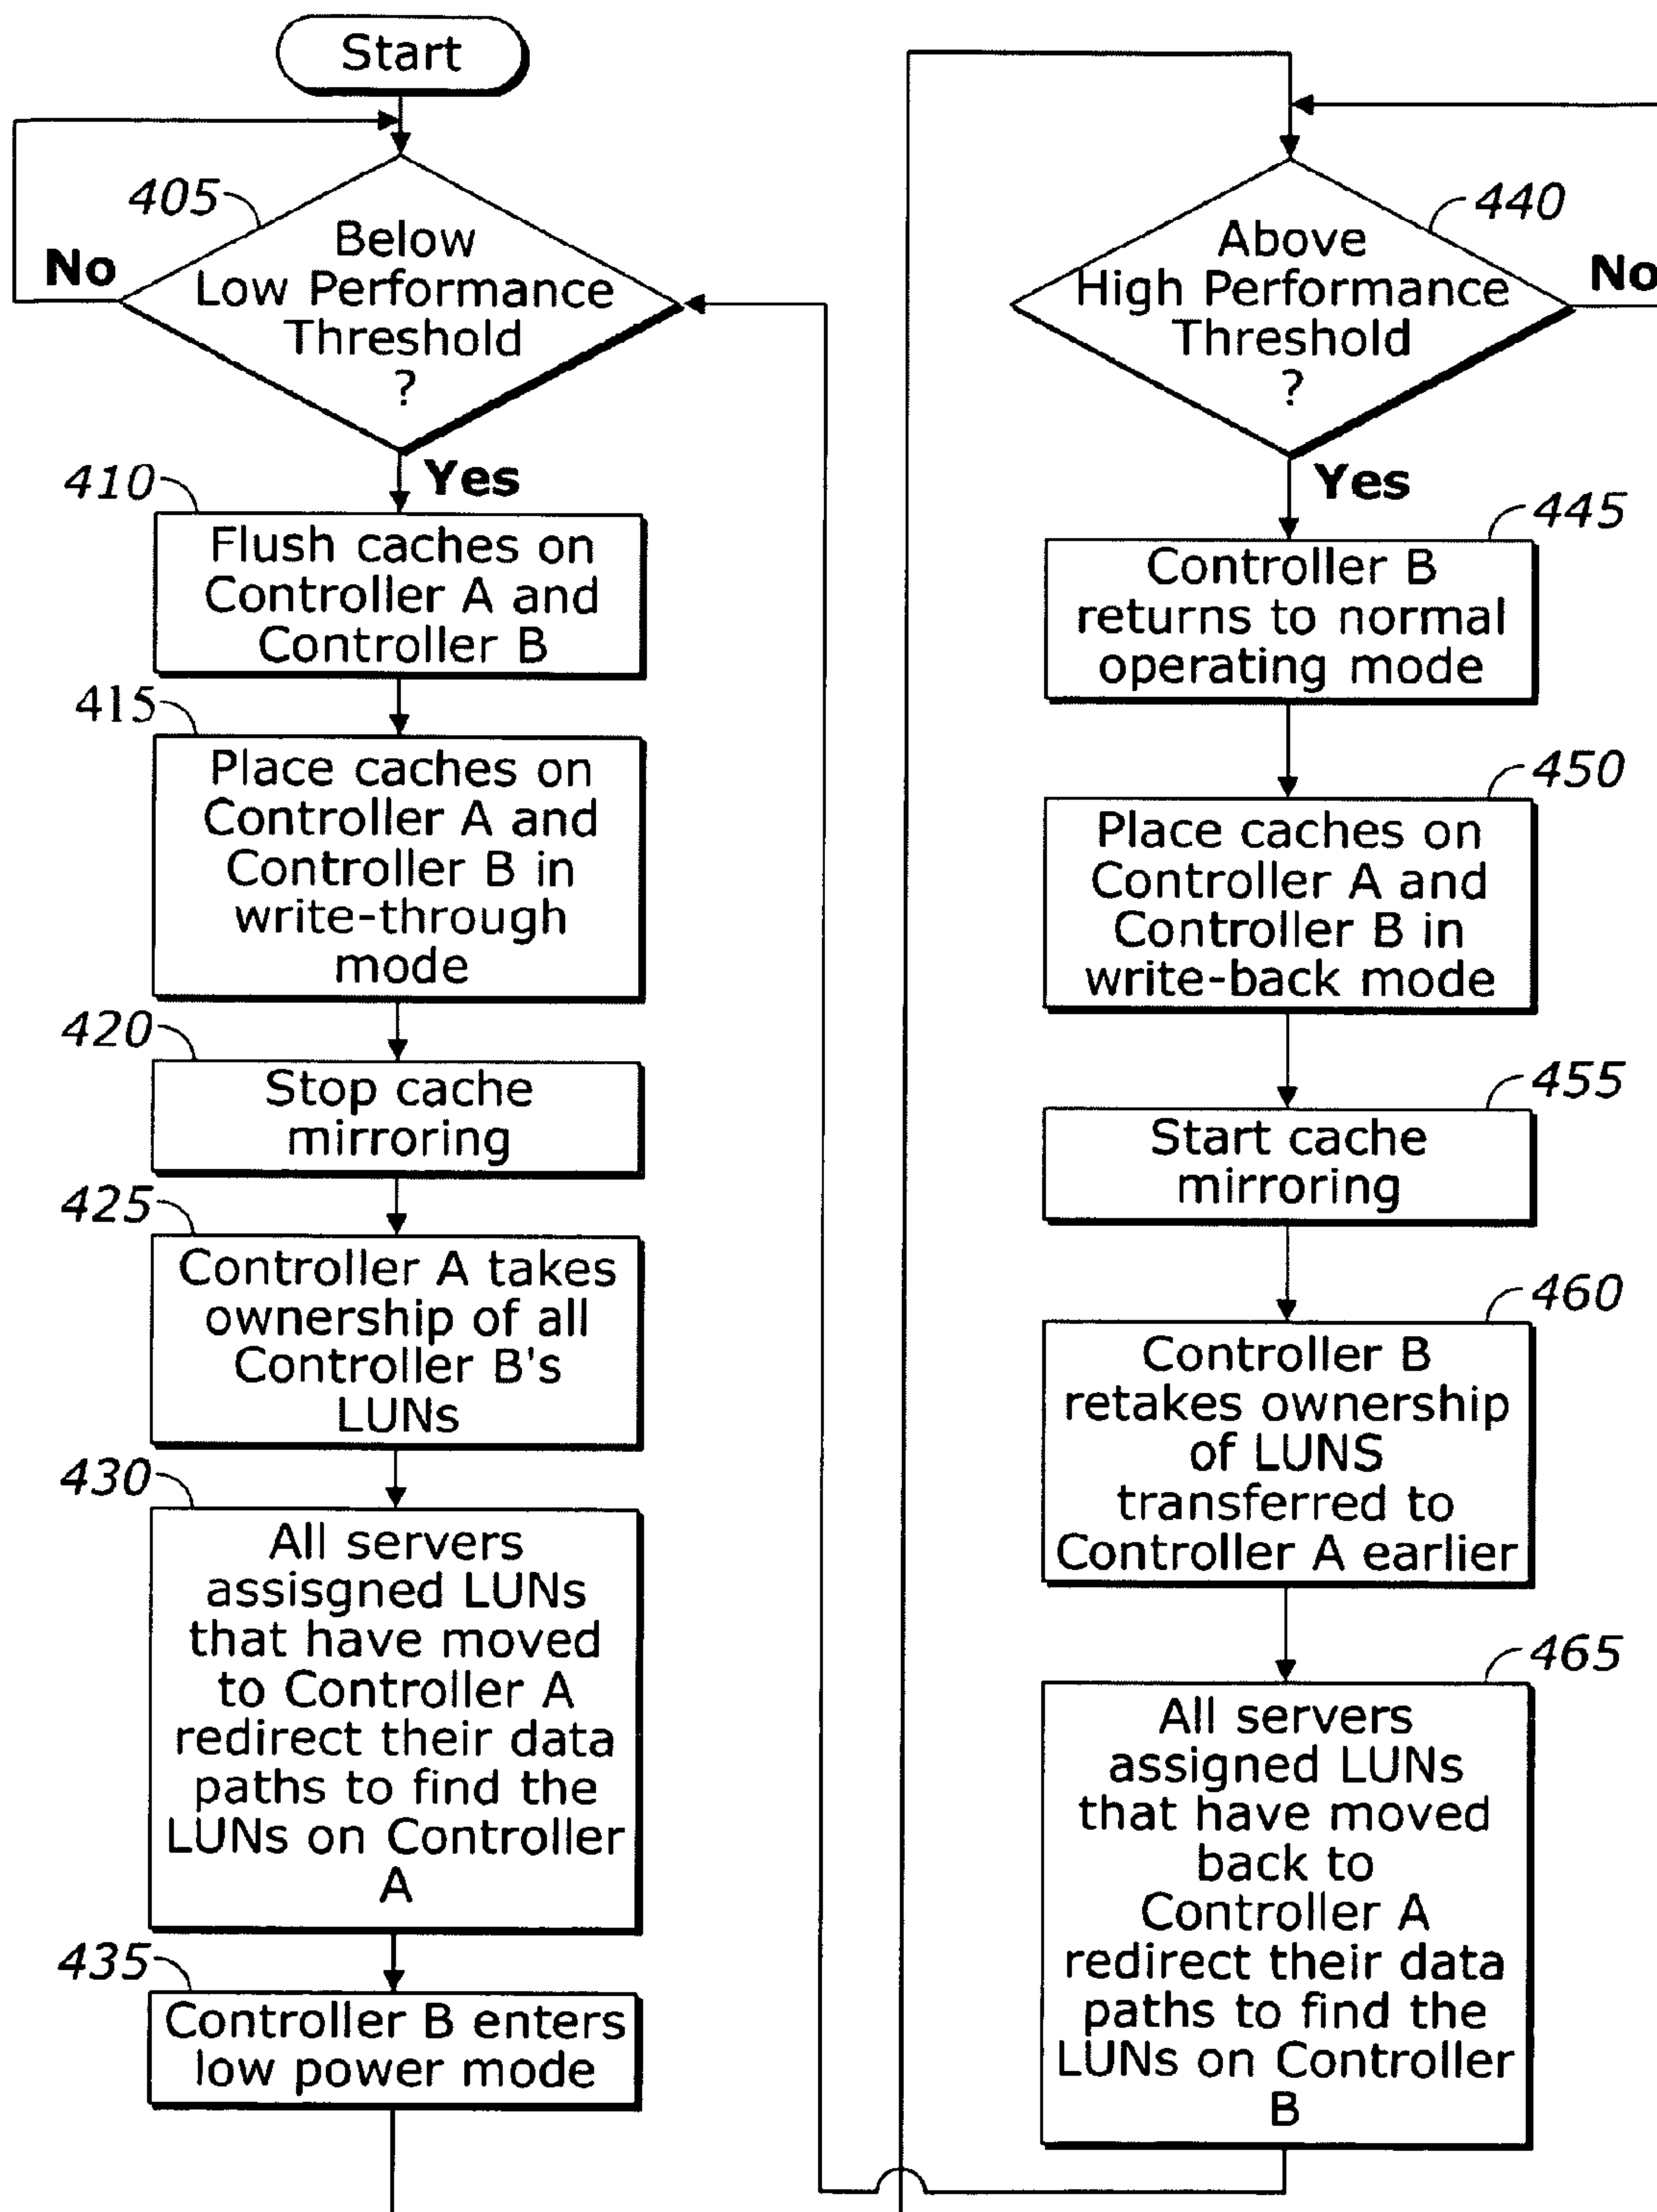 Start
405
Below
Low Performance
Threshold
?
No
Yes
410
Flush caches on
Controller A and
Controller B
415
Place caches on
Controller A and
Controller B in
write-through
mode
420
Stop cache
mirroring
425
Controller A takes
ownership of all
Controller B's
LUNs
430
All servers
assisgned LUNs
that have moved
to Controller A
redirect their data
paths to find the
LUNs on Controller
A
435
Controller B enters
low power mode
440
Above
High Performance
Threshold
?
No
Yes
445
Controller B
returns to normal
operating mode
450
Place caches on
Controller A and
Controller B in
write-back mode
455
Start cache
mirroring
460
Controller B
retakes ownership
of LUNS
transferred to
Controller A earlier
465
All servers
assigned LUNs
that have moved
back to
Controller A
redirect their data
paths to find the
LUNs on Controller
B